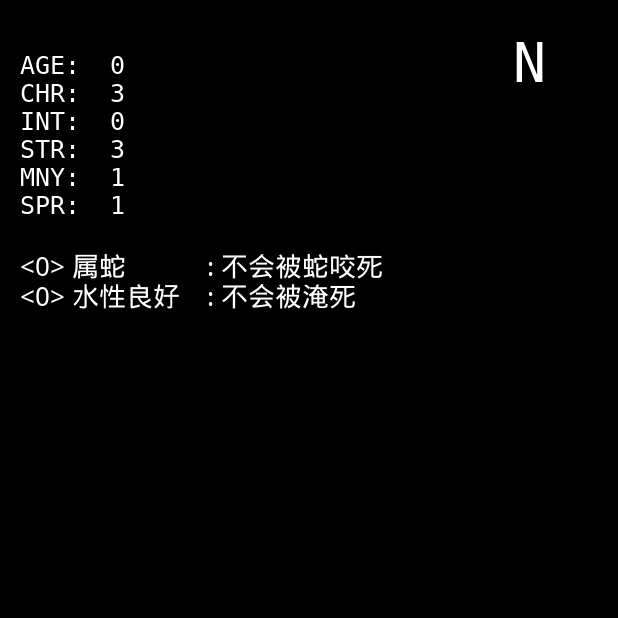 N
AGE: 0
CHR: 3
INT: 0
STR: 3
MNY: 1
SPR: 1
<O> 属蛇 : 不会被蛇咬死
<O> 水性良好 : 不会被淹死